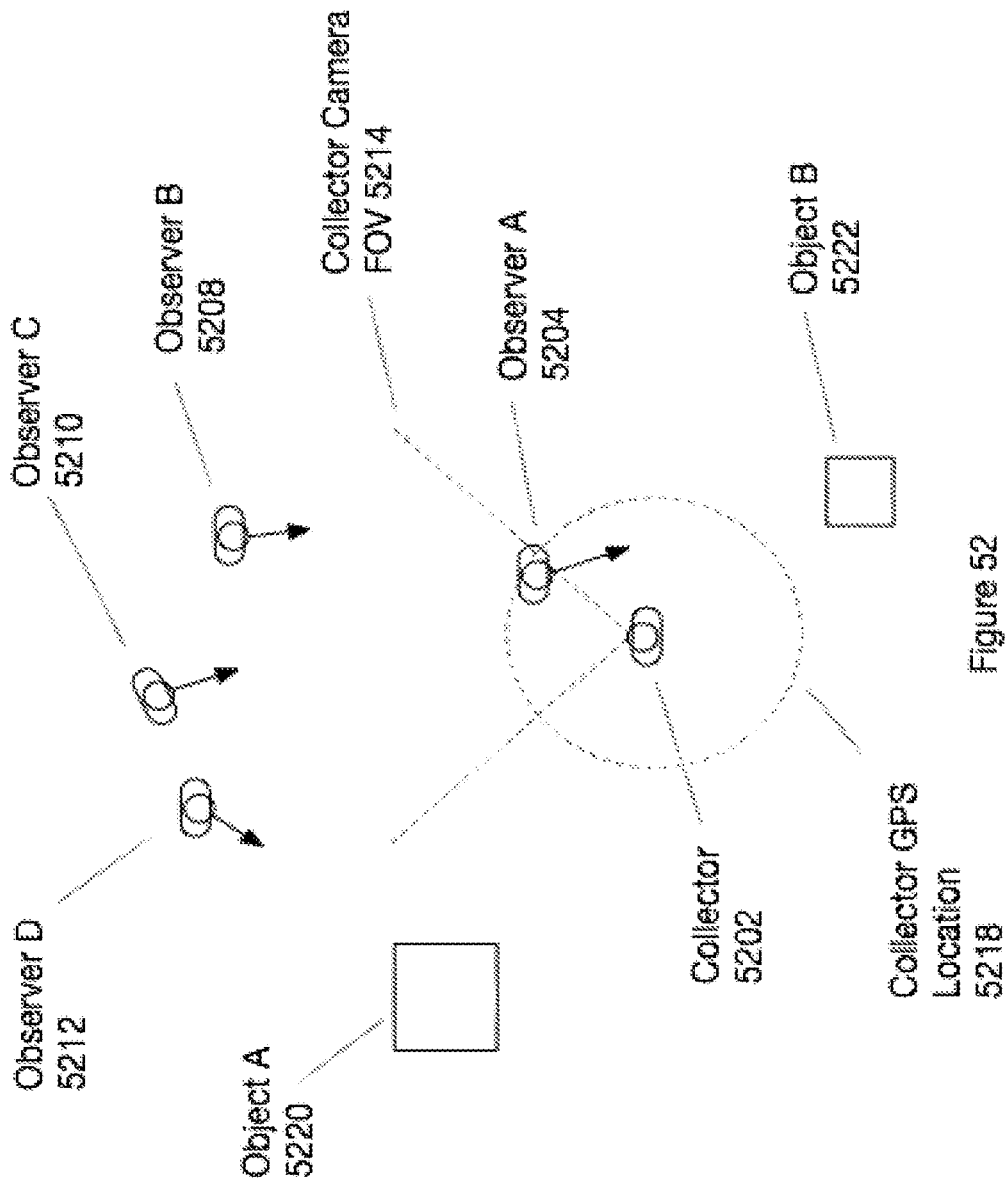 Observer C
5210
Observer B
5208
Observer D
5212
Collector Camera
FOV 5214
Observer A
5204
Object A
5220
Object B
5222
Collector
5202
Collector GPS
Location
5218
Figure 52